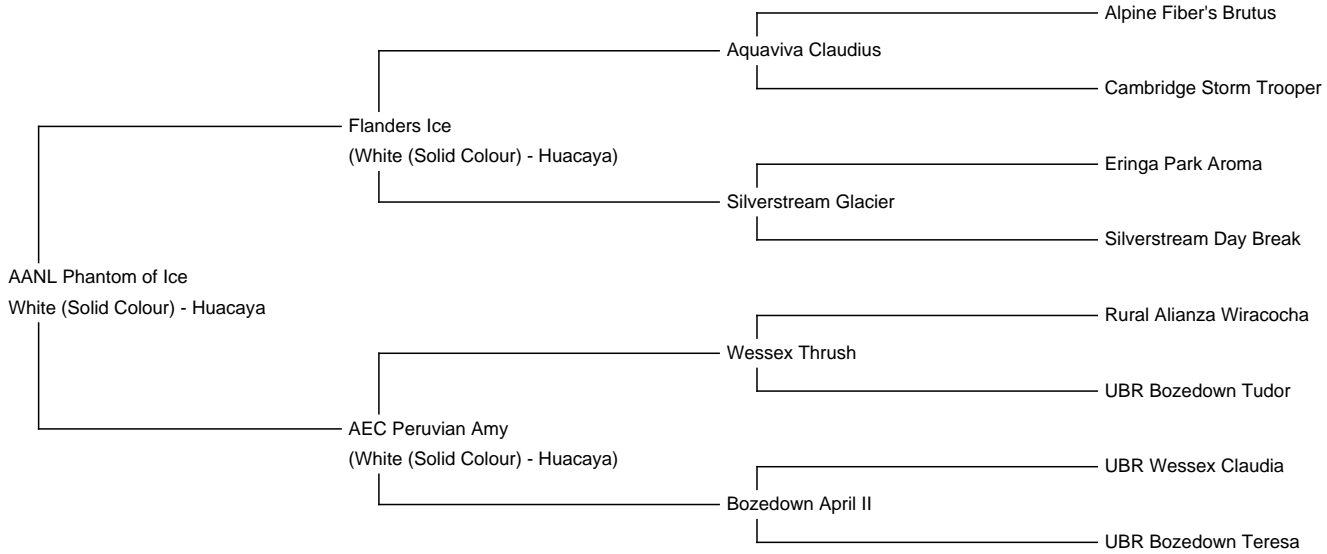 Alpine Fiber's Brutus
Aquaviva Claudius
Cambridge Storm Trooper
Flanders Ice
(White (Solid Colour) - Huacaya)
Eringa Park Aroma
Silverstream Glacier
Silverstream Day Break
AANL Phantom of Ice
White (Solid Colour) - Huacaya
Rural Alianza Wiracocha
Wessex Thrush
UBR Bozedown Tudor
AEC Peruvian Amy
(White (Solid Colour) - Huacaya)
UBR Wessex Claudia
Bozedown April II
UBR Bozedown Teresa